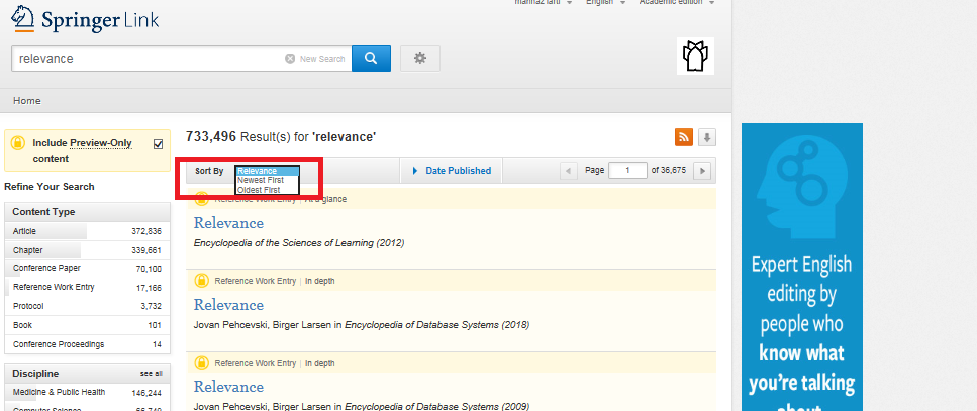 English
Academic edition
Springer Link
relevance
New Search
Home
Include Preview-Only
content
Refine Your Search
Content Type
Article 372,836
Chapter 339,661
Conference Paper 70,100
Reference Work Entry 17,166
Protocol 3,732
Book 101
Conference Proceedings 14
Discipline see all
Medicine & Public Health 146,244
733,496 Result(s) for 'relevance'
Sort By Relevance
Newest First
Oldest First
Date Published
Page 1 of 36,675
Reference Work Entry | At a glance
Relevance
Encyclopedia of the Sciences of Learning (2012)
Reference Work Entry | In depth
Relevance
Jovan Pehcevski, Birger Larsen in Encyclopedia of Database Systems (2018)
Reference Work Entry | In depth
Relevance
Jovan Pehcevski, Birger Larsen in Encyclopedia of Database Systems (2009)
Expert English
editing by
people who
know what
you're talking
about